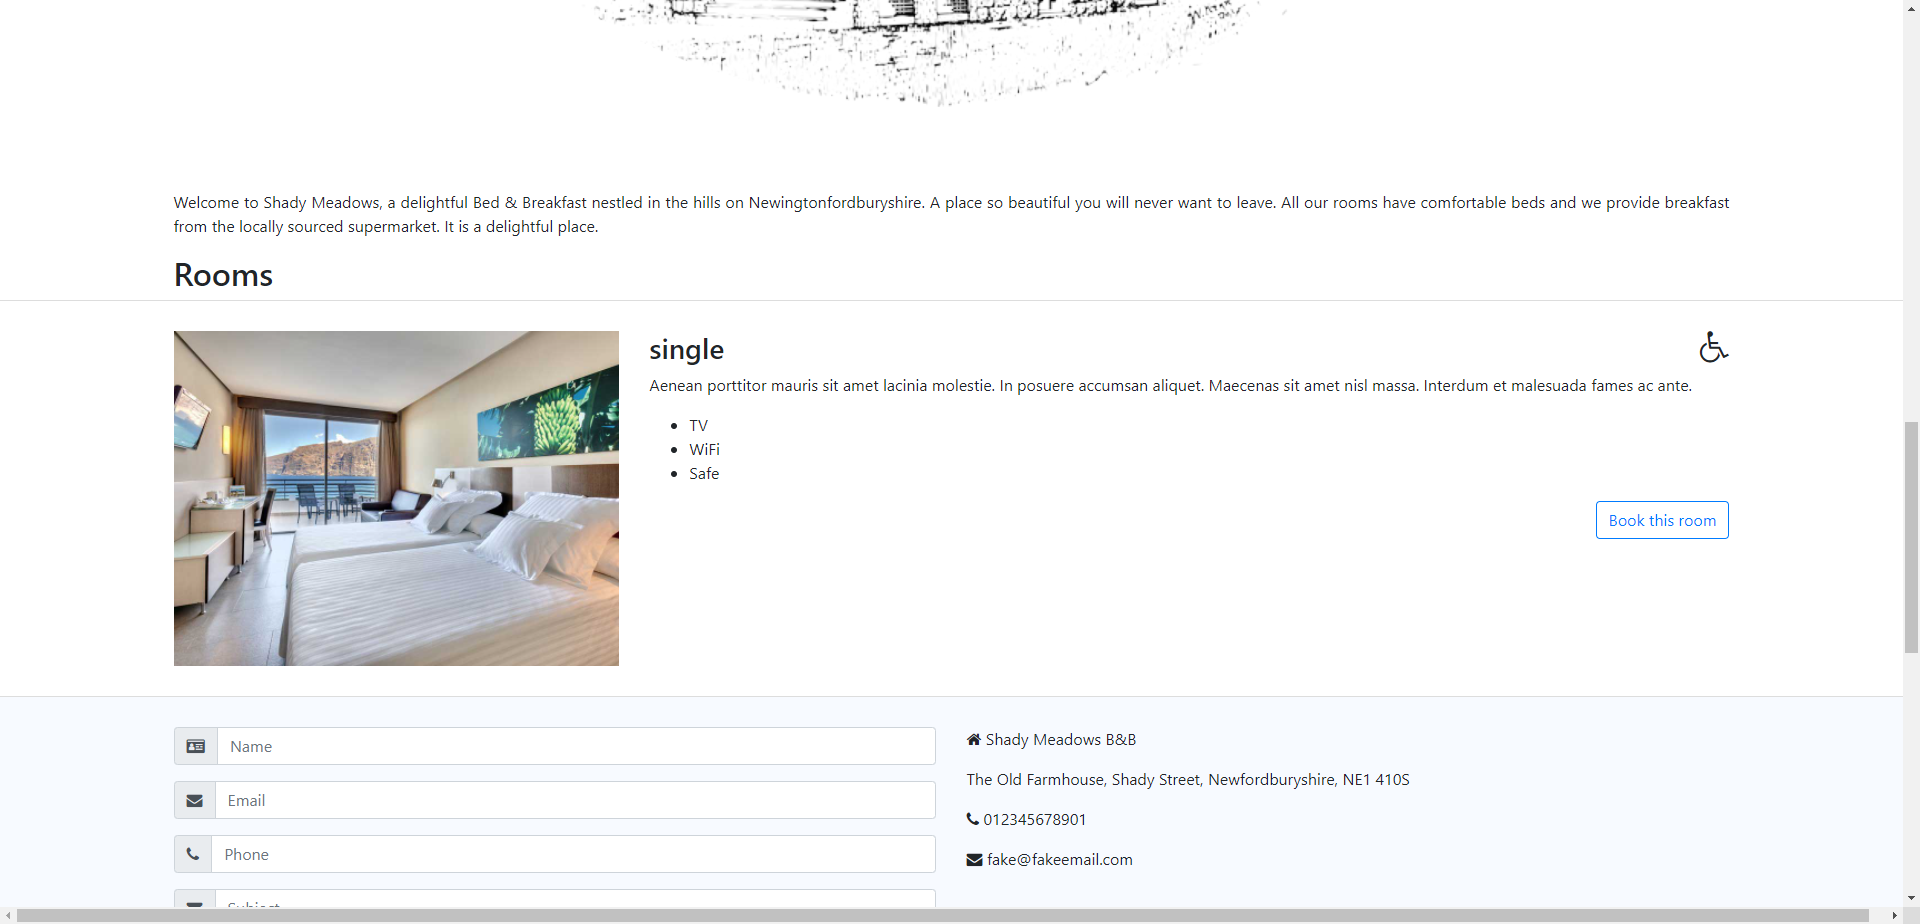 Welcome to Shady Meadows, a delightful Bed & Breakfast nestled in the hills on Newingtonfordburyshire. A place so beautiful you will never want to leave. All our rooms have comfortable beds and we provide breakfast
from the locally sourced supermarket. It is a delightful place.
Rooms
single
Aenean porttitor mauris sit amet lacinia molestie. In posuere accumsan aliquet. Maecenas sit amet nisl massa. Interdum et malesuada fames ac ante.
TV
WiFi
Safe
Book this room
Name
Email
Phone
Subject
Shady Meadows B&B
The Old Farmhouse, Shady Street, Newfordburyshire, NE1 410S
012345678901
fake@fakeemail.com